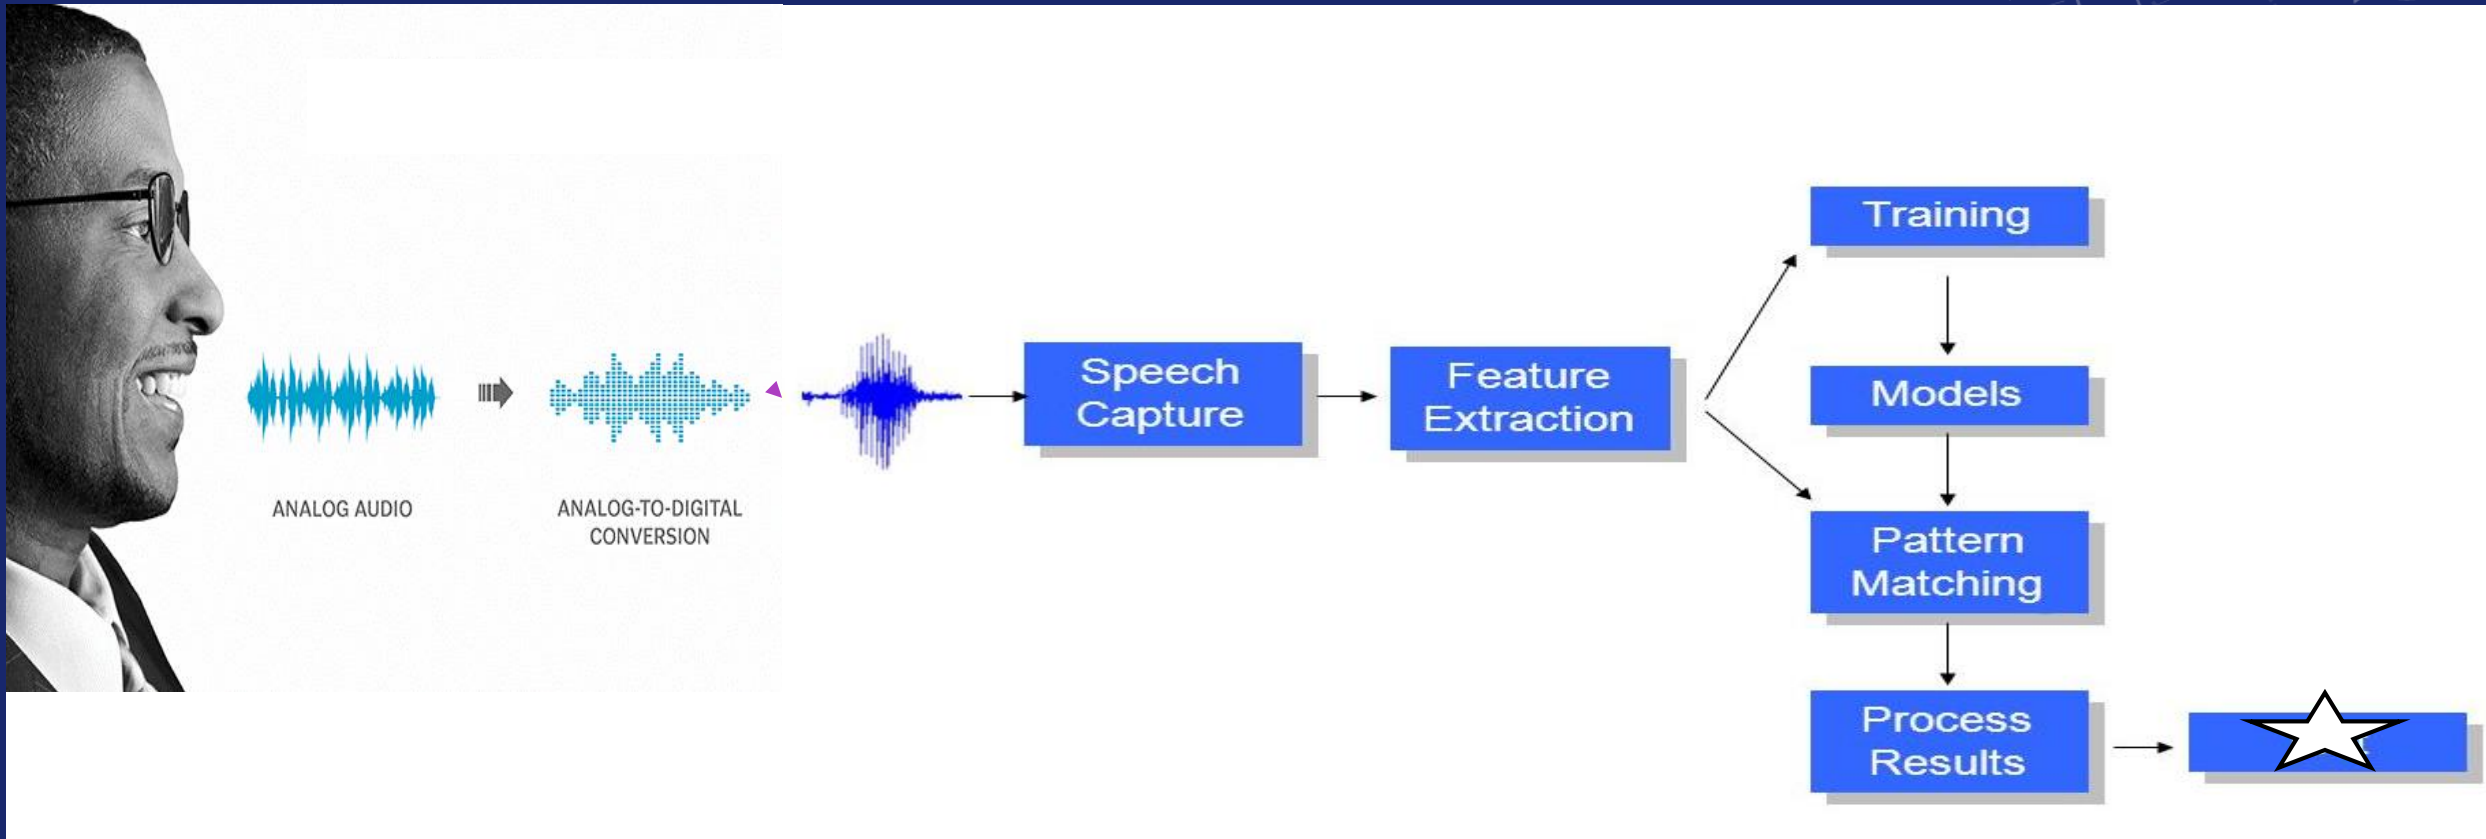 ANALOG AUDIO
ANALOG-TO-DIGITAL
CONVERSION
Speech
Capture
Feature
Extraction
Training
Models
Pattern
Matching
Process
Results